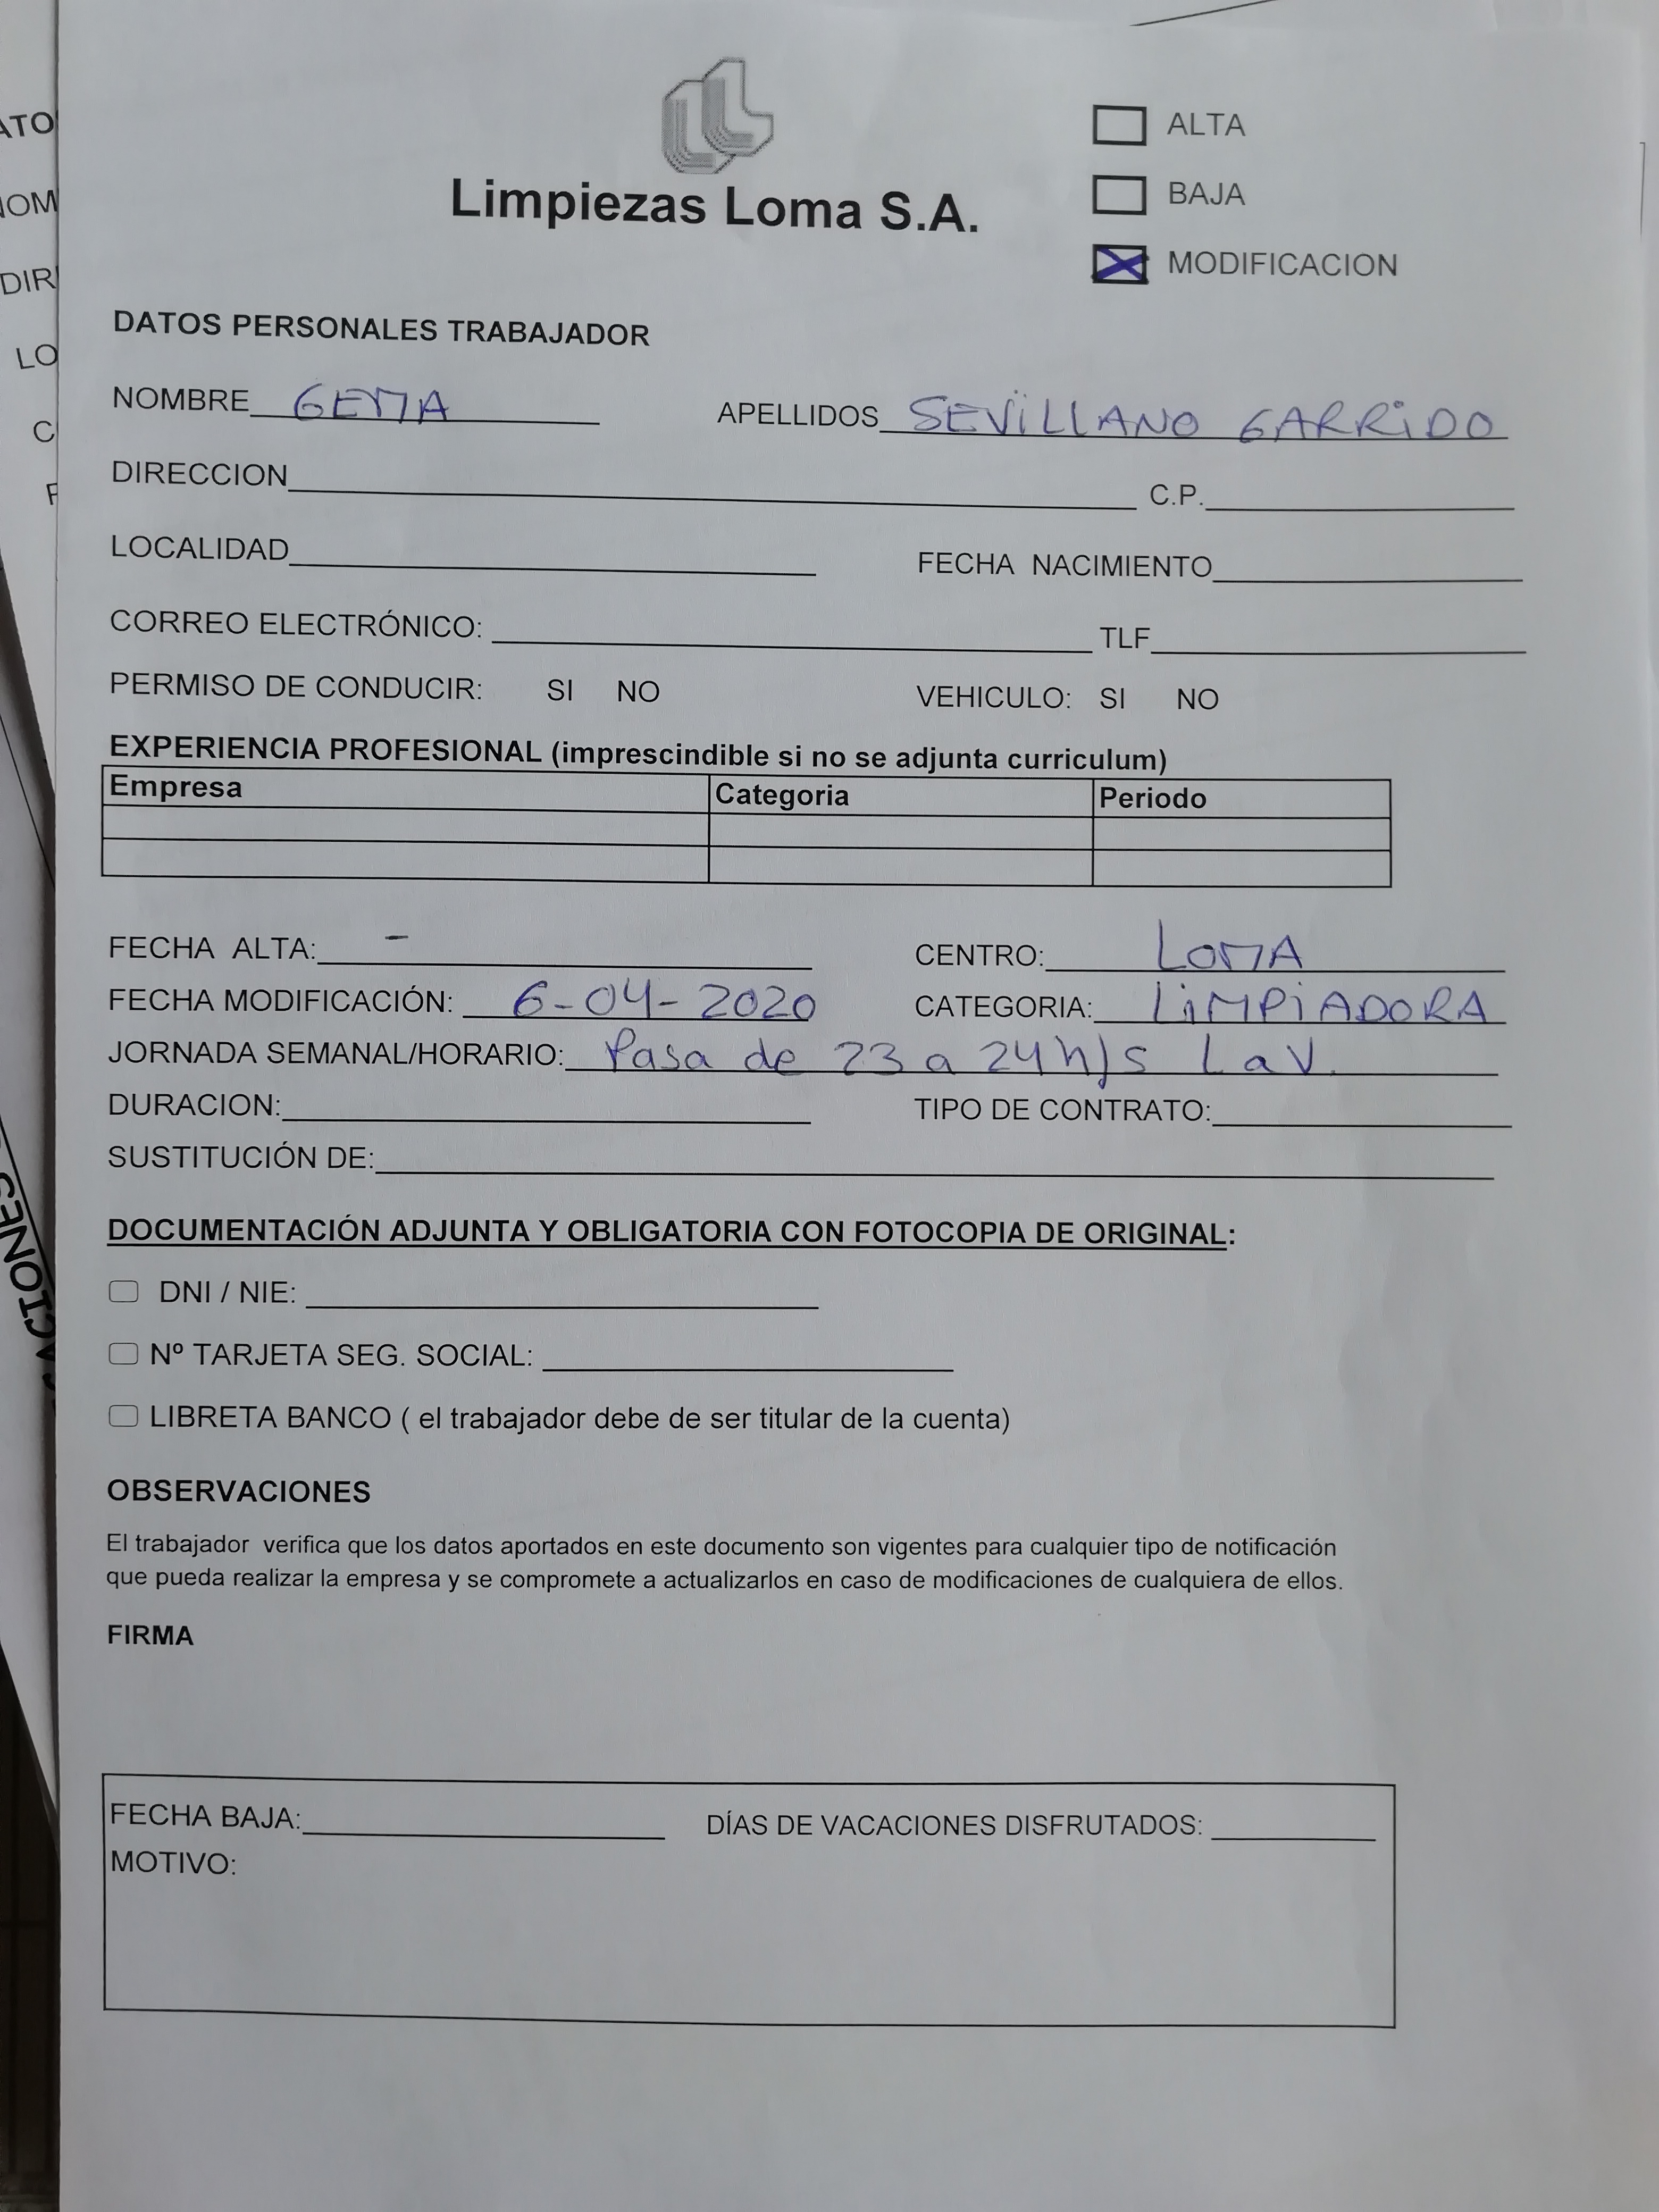 ALTA
BAJA
MODIFICACION
Limpiezas Loma S.A.
DATOS PERSONALES TRABAJADOR
NOMBRE GEMA APELLIDOS SEVILLANO GARRIDO
DIRECCION C.P.
LOCALIDAD FECHA NACIMIENTO
CORREO ELECTRÓNICO: TLF
PERMISO DE CONDUCIR: SI NO VEHICULO: SI NO
EXPERIENCIA PROFESIONAL (imprescindible si no se adjunta curriculum)
Empresa Categoria Periodo
FECHA ALTA: - CENTRO: LOMA
FECHA MODIFICACIÓN: 6-04-2020 CATEGORIA: LIMPIADORA
JORNADA SEMANAL/HORARIO: Pasa de 23 a 24h/s L a V.
DURACION: TIPO DE CONTRATO:
SUSTITUCIÓN DE:
DOCUMENTACIÓN ADJUNTA Y OBLIGATORIA CON FOTOCOPIA DE ORIGINAL:
DNI / NIE:
Nº TARJETA SEG. SOCIAL:
LIBRETA BANCO ( el trabajador debe de ser titular de la cuenta)
OBSERVACIONES
El trabajador verifica que los datos aportados en este documento son vigentes para cualquier tipo de notificación
que pueda realizar la empresa y se compromete a actualizarlos en caso de modificaciones de cualquiera de ellos.
FIRMA
FECHA BAJA: DÍAS DE VACACIONES DISFRUTADOS:
MOTIVO: